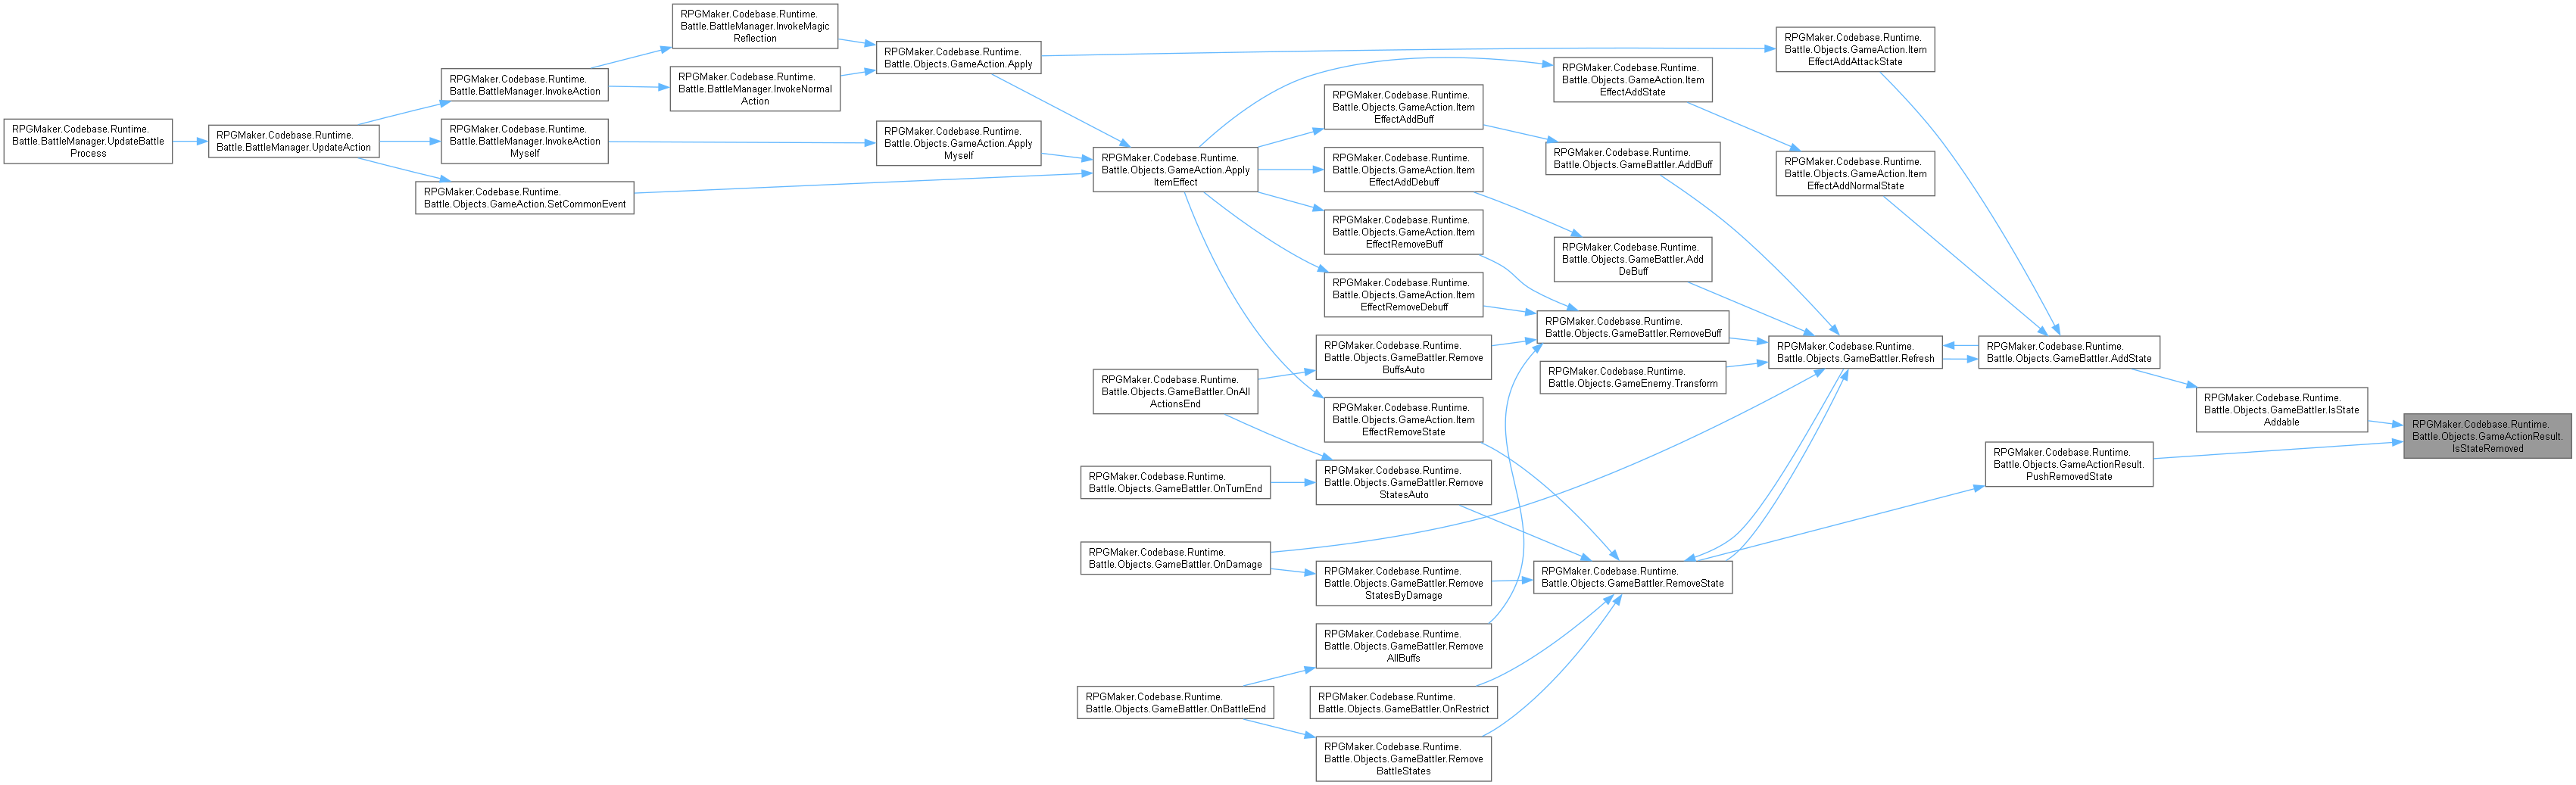 RPGMaker.Codebase.Runtime.
Battle.BattleManager.UpdateBattle
Process
RPGMaker.Codebase.Runtime.
Battle.BattleManager.UpdateAction
RPGMaker.Codebase.Runtime.
Battle.BattleManager.InvokeAction
RPGMaker.Codebase.Runtime.
Battle.BattleManager.InvokeAction
Myself
RPGMaker.Codebase.Runtime.
Battle.Objects.GameAction.SetCommonEvent
RPGMaker.Codebase.Runtime.
Battle.BattleManager.InvokeMagic
Reflection
RPGMaker.Codebase.Runtime.
Battle.BattleManager.InvokeNormal
Action
RPGMaker.Codebase.Runtime.
Battle.Objects.GameAction.Apply
RPGMaker.Codebase.Runtime.
Battle.Objects.GameAction.Apply
Myself
RPGMaker.Codebase.Runtime.
Battle.Objects.GameAction.Apply
ItemEffect
RPGMaker.Codebase.Runtime.
Battle.Objects.GameBattler.OnAll
ActionsEnd
RPGMaker.Codebase.Runtime.
Battle.Objects.GameBattler.OnTurnEnd
RPGMaker.Codebase.Runtime.
Battle.Objects.GameBattler.OnDamage
RPGMaker.Codebase.Runtime.
Battle.Objects.GameBattler.OnBattleEnd
RPGMaker.Codebase.Runtime.
Battle.Objects.GameAction.Item
EffectAddBuff
RPGMaker.Codebase.Runtime.
Battle.Objects.GameAction.Item
EffectAddDebuff
RPGMaker.Codebase.Runtime.
Battle.Objects.GameAction.Item
EffectRemoveBuff
RPGMaker.Codebase.Runtime.
Battle.Objects.GameAction.Item
EffectRemoveDebuff
RPGMaker.Codebase.Runtime.
Battle.Objects.GameBattler.Remove
BuffsAuto
RPGMaker.Codebase.Runtime.
Battle.Objects.GameAction.Item
EffectRemoveState
RPGMaker.Codebase.Runtime.
Battle.Objects.GameBattler.Remove
StatesAuto
RPGMaker.Codebase.Runtime.
Battle.Objects.GameBattler.Remove
StatesByDamage
RPGMaker.Codebase.Runtime.
Battle.Objects.GameBattler.Remove
AllBuffs
RPGMaker.Codebase.Runtime.
Battle.Objects.GameBattler.OnRestrict
RPGMaker.Codebase.Runtime.
Battle.Objects.GameBattler.Remove
BattleStates
RPGMaker.Codebase.Runtime.
Battle.Objects.GameAction.Item
EffectAddState
RPGMaker.Codebase.Runtime.
Battle.Objects.GameBattler.AddBuff
RPGMaker.Codebase.Runtime.
Battle.Objects.GameBattler.Add
DeBuff
RPGMaker.Codebase.Runtime.
Battle.Objects.GameBattler.RemoveBuff
RPGMaker.Codebase.Runtime.
Battle.Objects.GameEnemy.Transform
RPGMaker.Codebase.Runtime.
Battle.Objects.GameBattler.RemoveState
RPGMaker.Codebase.Runtime.
Battle.Objects.GameAction.Item
EffectAddAttackState
RPGMaker.Codebase.Runtime.
Battle.Objects.GameAction.Item
EffectAddNormalState
RPGMaker.Codebase.Runtime.
Battle.Objects.GameBattler.Refresh
RPGMaker.Codebase.Runtime.
Battle.Objects.GameBattler.AddState
RPGMaker.Codebase.Runtime.
Battle.Objects.GameActionResult.
PushRemovedState
RPGMaker.Codebase.Runtime.
Battle.Objects.GameBattler.IsState
Addable
RPGMaker.Codebase.Runtime.
Battle.Objects.GameActionResult.
IsStateRemoved